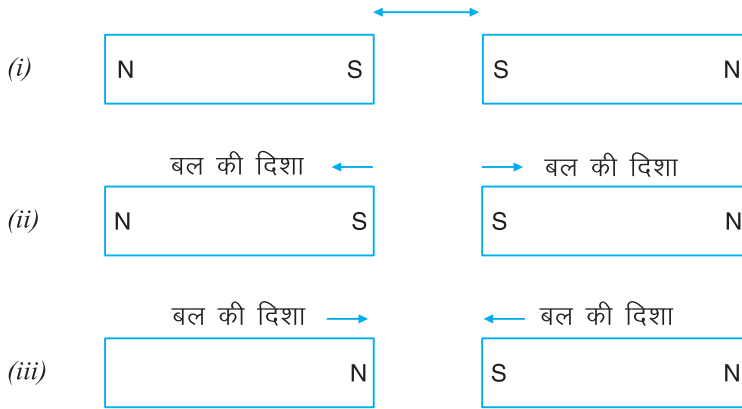 (i) N S S N
बल की दिशा बल की दिशा
(ii) N S S N
बल की दिशा बल की दिशा
(iii) N S N